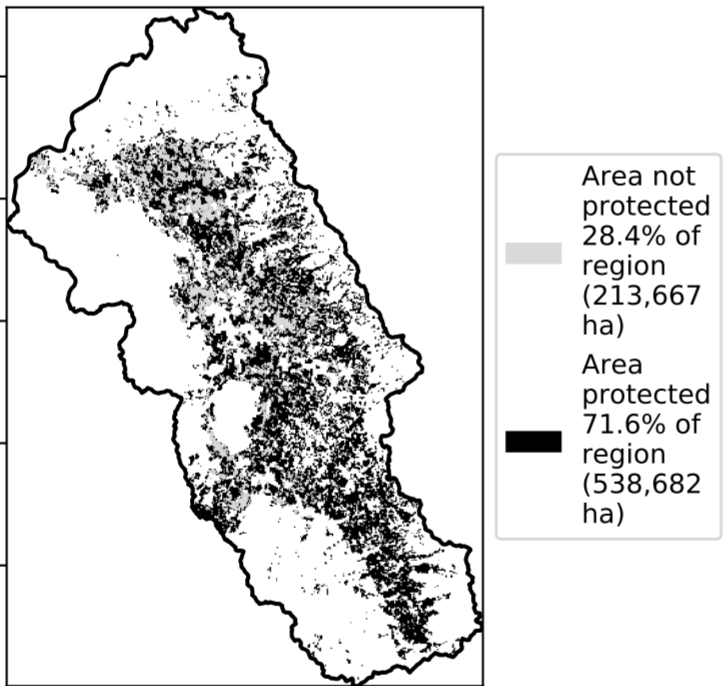 Area not
protected
28.4% of
region
(213,667
ha)
Area
protected
71.6% of
region
(538,682
ha)